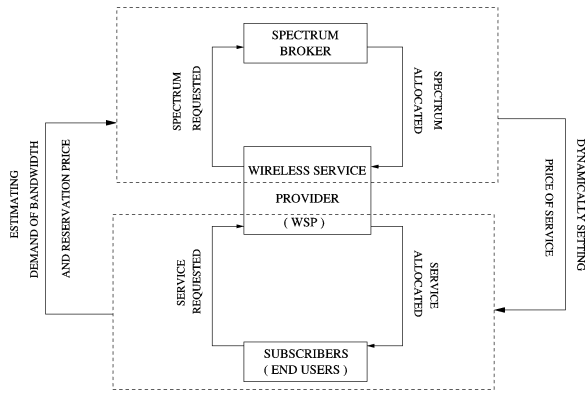 SPECTRUM
BROKER
SPECTRUM
REQUESTED
SPECTRUM
ALLOCATED
WIRELESS SERVICE
PROVIDER
( WSP )
ESTIMATING
DEMAND OF BANDWIDTH
AND RESERVATION PRICE
DYNAMICALLY SETTING
PRICE OF SERVICE
SERVICE
REQUESTED
SERVICE
ALLOCATED
SUBSCRIBERS
( END USERS )